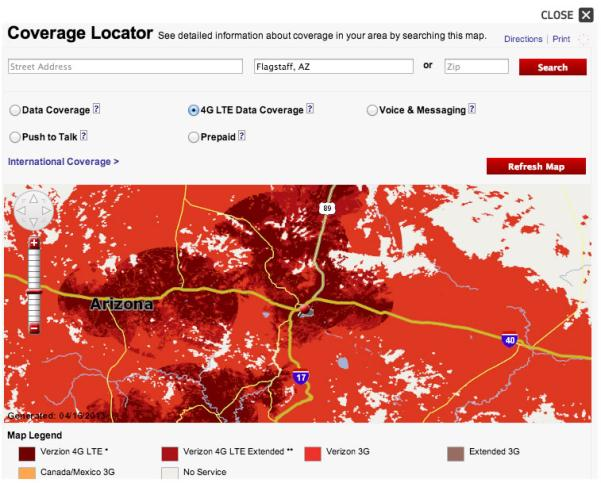 CLOSE X
Coverage Locator See detailed information about coverage in your area by searching this map. Directions | Print
Street Address Flagstaff, AZ or Zip Search
Data Coverage ? 4G LTE Data Coverage ? Voice & Messaging ?
Push to Talk ? Prepaid ?
International Coverage >
Refresh Map
89
Arizona
40
17
Generated: 04/16/2013
Map Legend
Verzion 4G LTE * Verizon 4G LTE Extended ** Verizon 3G Extended 3G
Canada/Mexico 3G No Service